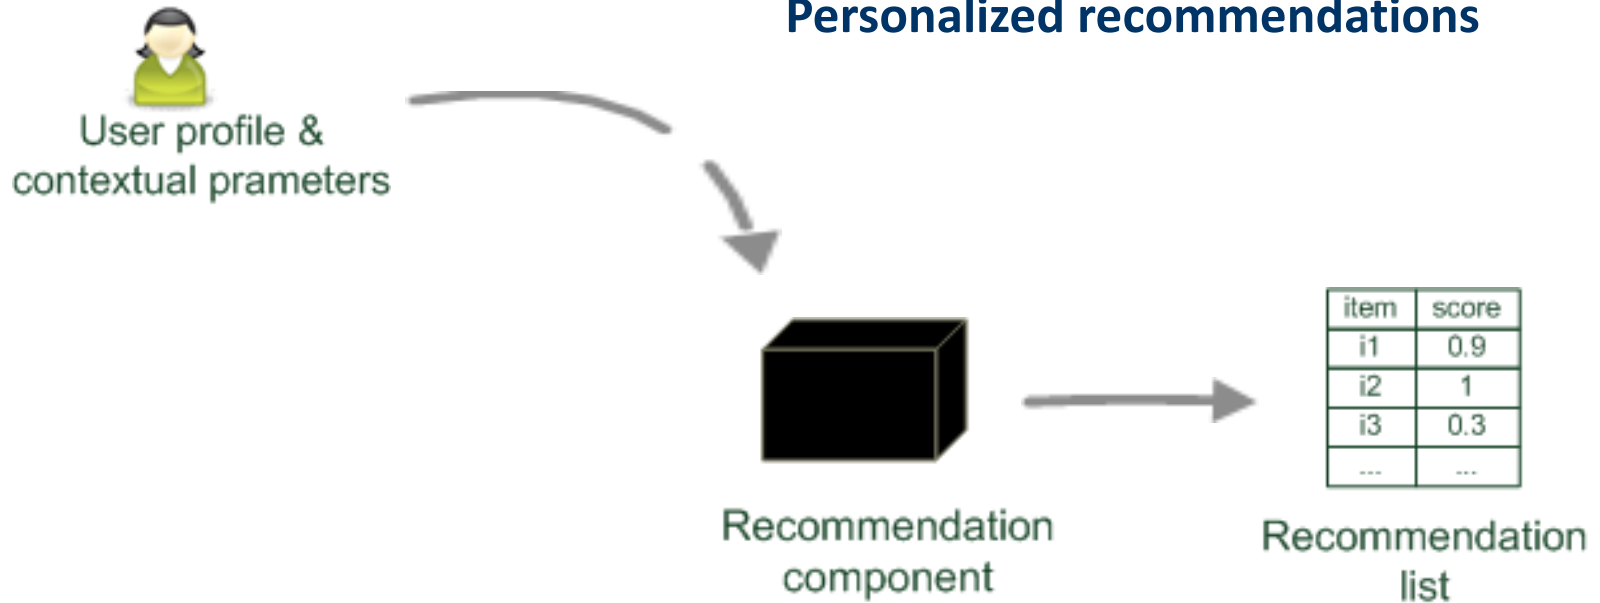 Personalized recommendations
User profile &
contextual prameters
item score
i1 0.9
i2 1
i3 0.3
... ...
Recommendation
component
Recommendation
list